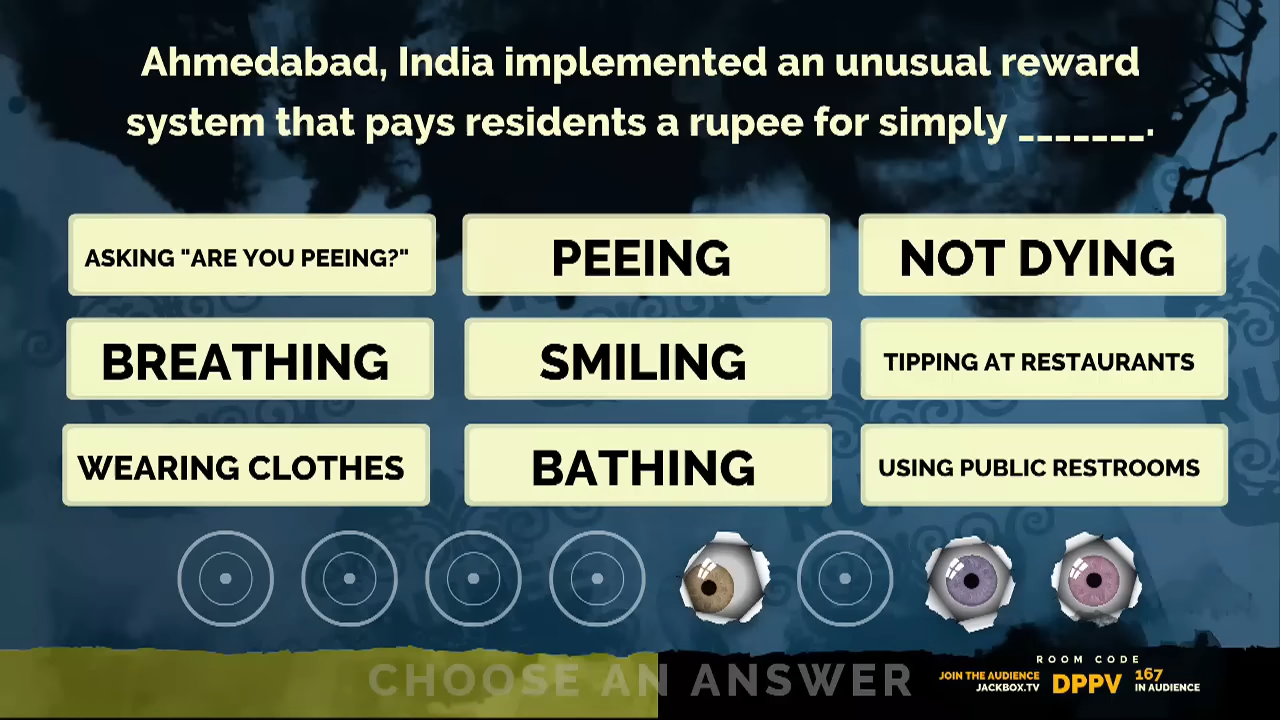 Ahmedabad, India implemented an unusual reward
system that pays residents a rupee for simply _______.
ASKING "ARE YOU PEEING?"
PEEING
NOT DYING
BREATHING
SMILING
TIPPING AT RESTAURANTS
WEARING CLOTHES
BATHING
USING PUBLIC RESTROOMS
CHOOSE AN ANSWER
ROOM CODE
JOIN THE AUDIENCE
JACKBOX.TV
DPPV
167
IN AUDIENCE